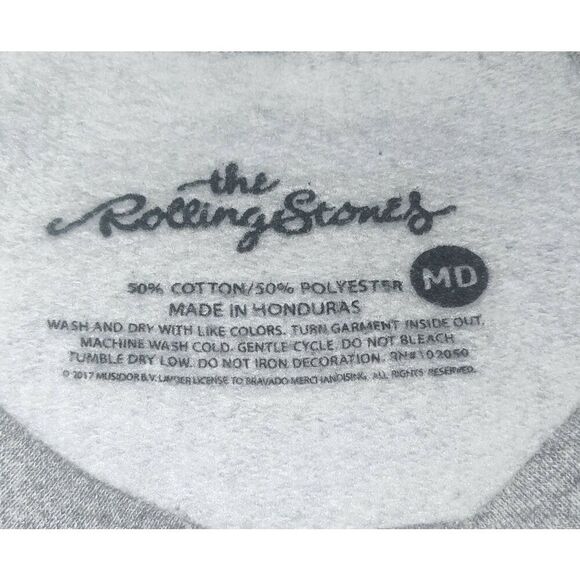 the
Rolling Stones
50% COTTON/50% POLYESTER MD
MADE IN HONDURAS
WASH AND DRY WITH LIKE COLORS. TURN GARMENT INSIDE OUT.
MACHINE WASH COLD. GENTLE CYCLE. DO NOT BLEACH
TUMBLE DRY LOW. DO NOT IRON DECORATION. RN#102050
© 2017 MUSIDOR B.V. UNDER LICENSE TO BRAVADO MERCHANDISING. ALL RIGHTS RESERVED.